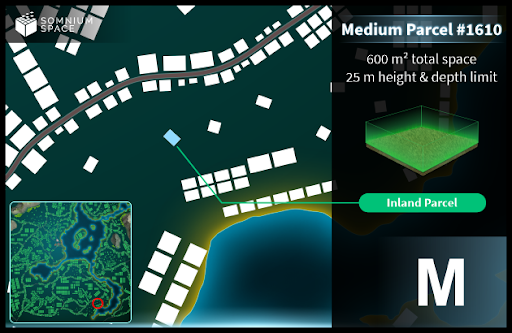 SOMNIUM
SPACE
Medium Parcel #1610
600 m² total space
25 m height & depth limit
Inland Parcel
M